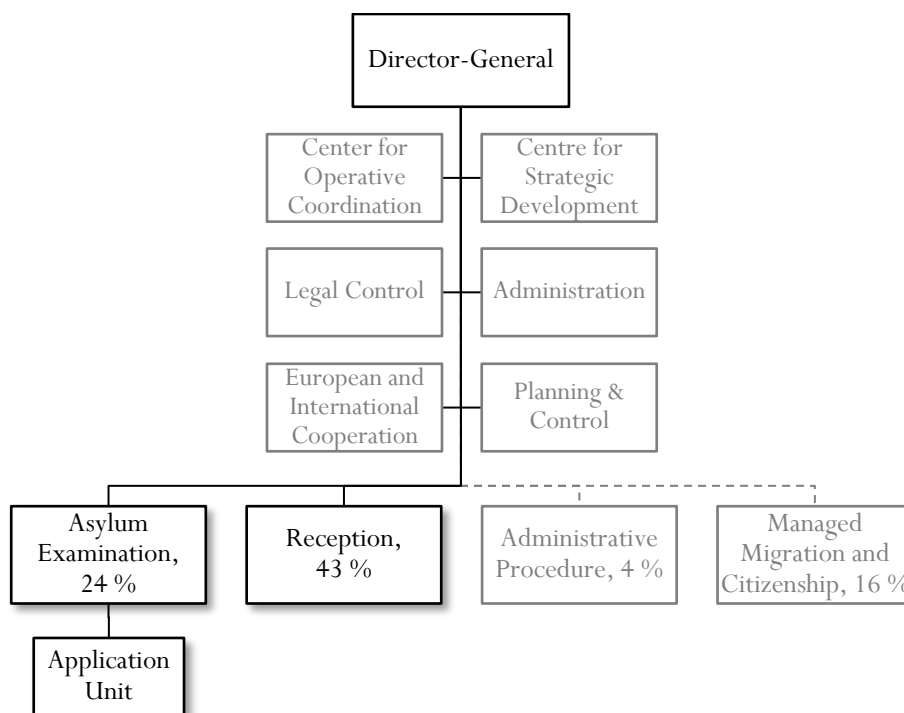 Director-General
Center for
Operative
Coordination
Centre for
Strategic
Development
Legal Control
Administration
European and
International
Cooperation
Planning &
Control
Asylum
Examination,
24 %
Reception,
43 %
Administrative
Procedure, 4 %
Managed
Migration and
Citizenship, 16 %
Application
Unit